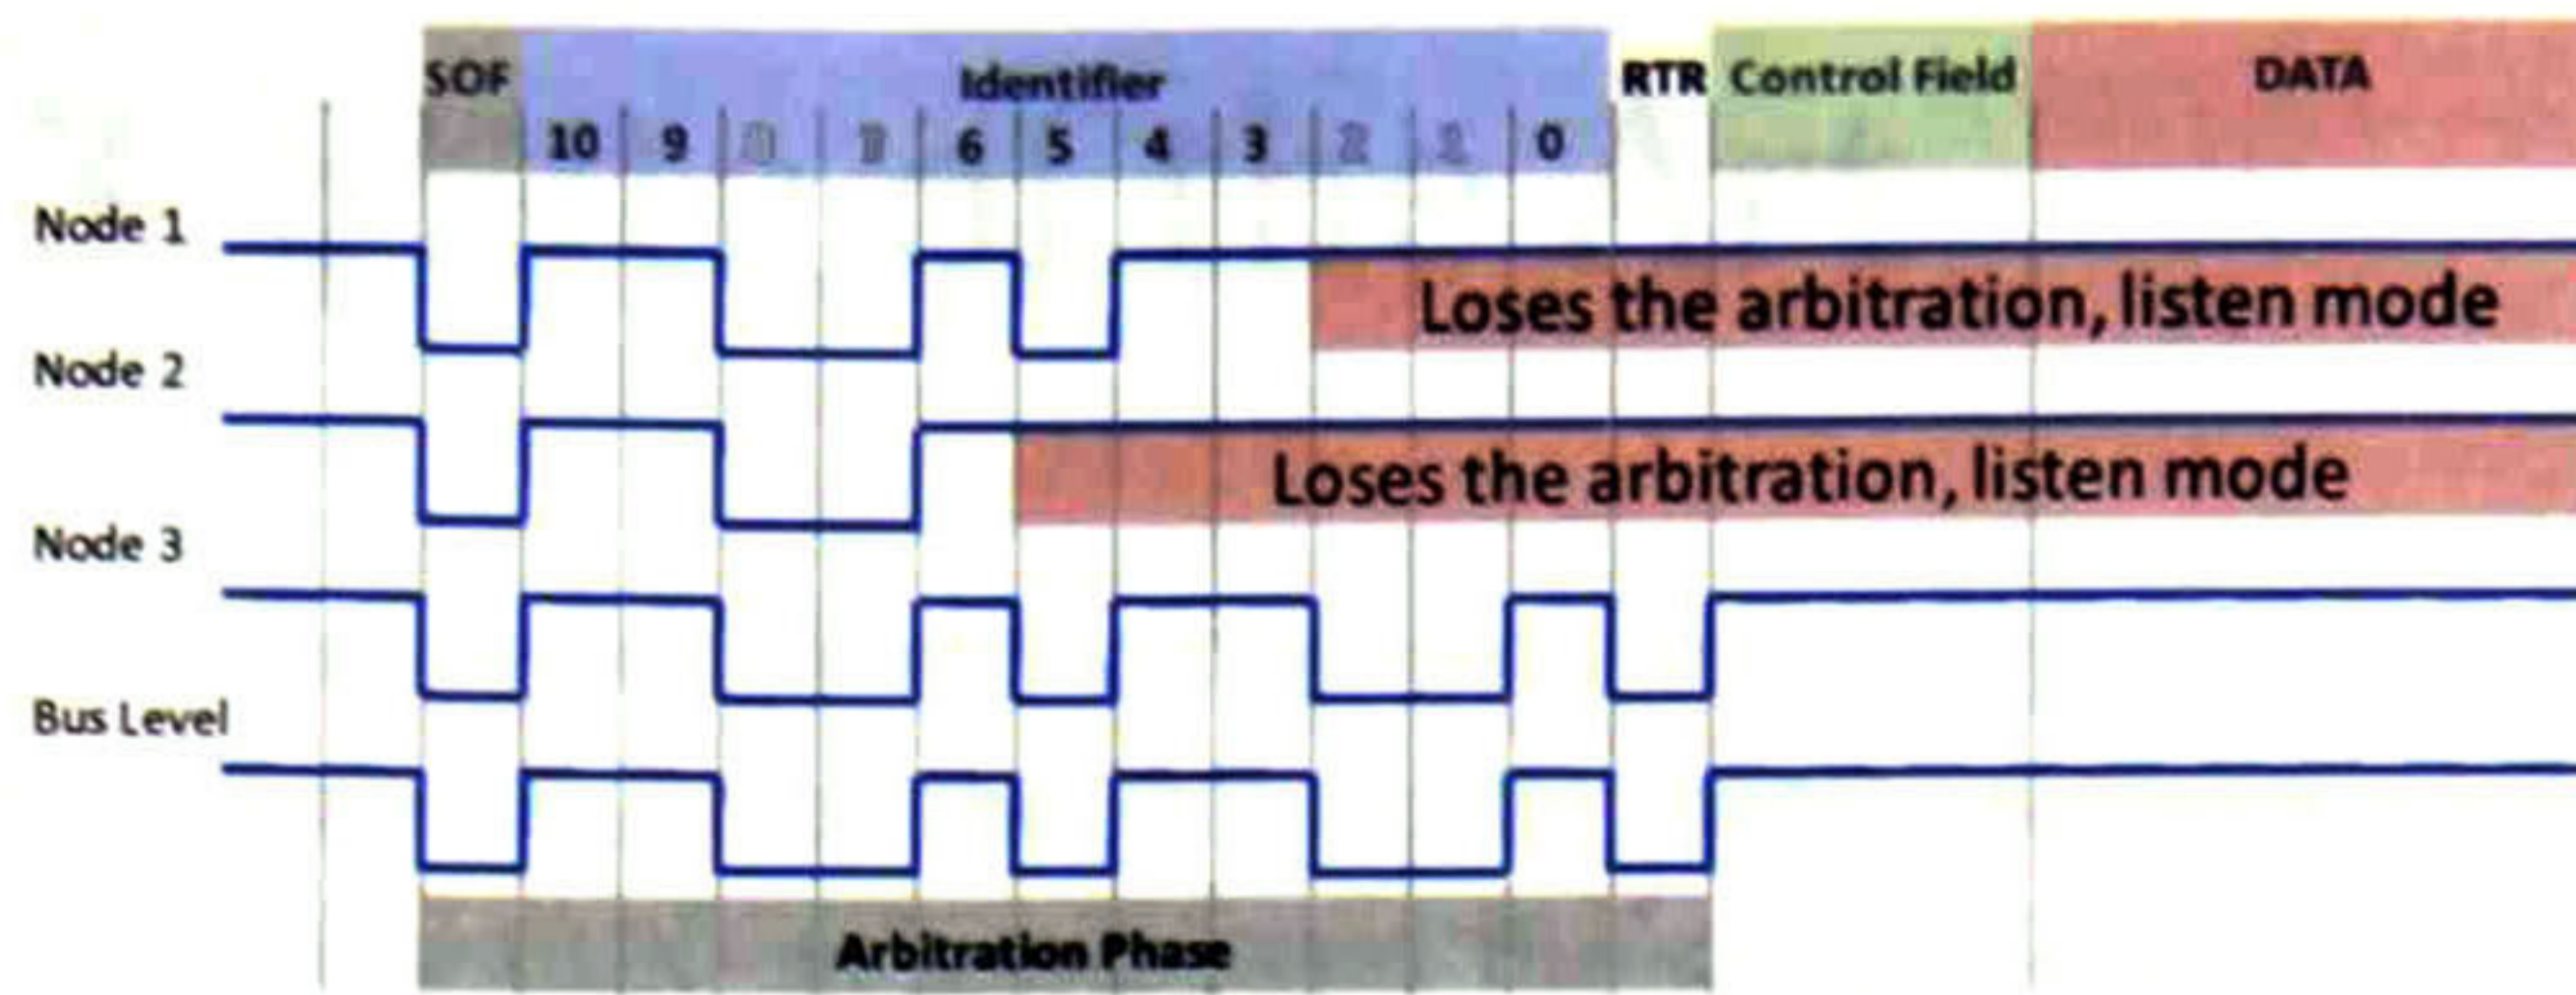 SOF Identifier RTR Control Field DATA
10 9 6 5 4 3 0
Node 1
Loses the arbitration, listen mode
Node 2
Loses the arbitration, listen mode
Node 3
Bus Level
Arbitration Phase